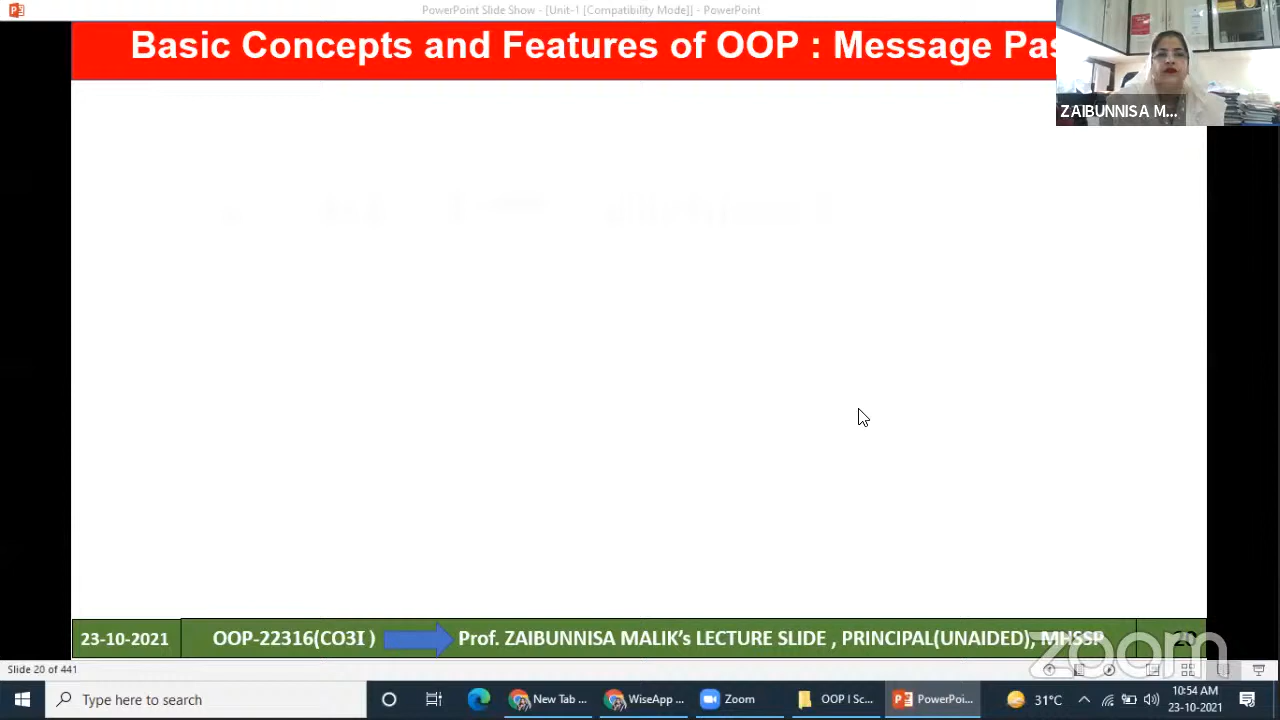 PowerPoint Slide Show - [Unit-1 [Compatibility Mode]] - PowerPoint
Basic Concepts and Features of OOP : Message Pas
ZAIBUNNISA M...
23-10-2021
OOP-22316(CO3I )
Prof. ZAIBUNNISA MALIK's LECTURE SLIDE , PRINCIPAL(UNAIDED), MHSSP
20
zoom
Slide 20 of 441
Type here to search
New Tab ...
WiseApp ...
Zoom
OOP I Sc...
PowerPoi...
31°C
10:54 AM
23-10-2021